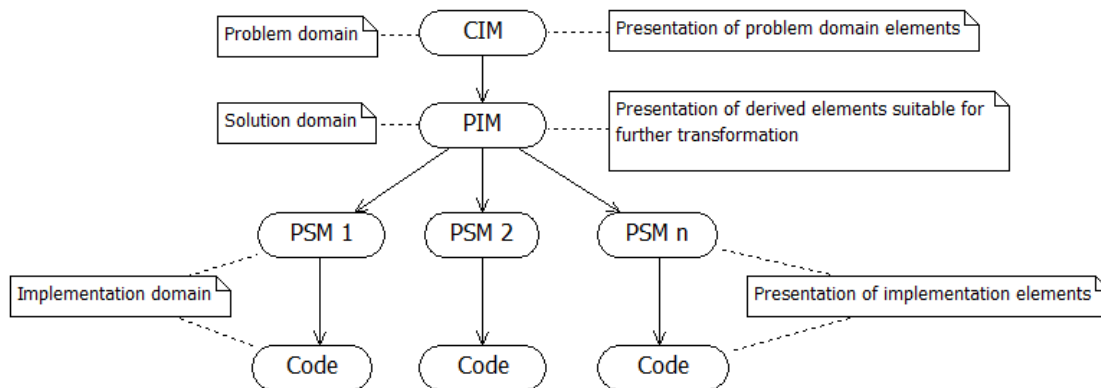 Problem domain
CIM
Presentation of problem domain elements
Solution domain
PIM
Presentation of derived elements suitable for
further transformation
PSM 1
PSM 2
PSM n
Implementation domain
Presentation of implementation elements
Code
Code
Code